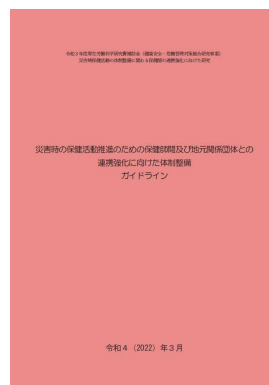 令和3年度厚生労働科学研究費補助金（健康安全・危機管理対策総合研究事業）
災害時保健活動の体制整備に関わる保健師の連携強化に向けた研究
災害時の保健活動推進のための保健師間及び地元関係団体との
連携強化に向けた体制整備
ガイドライン
令和4（2022）年3月